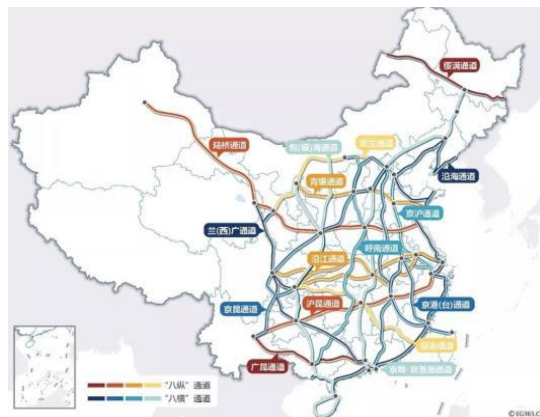 绥满通道
包(银)海通道
京兰通道
陆桥通道
青银通道
沿海通道
京沪通道
兰(西)广通道
呼南通道
沿江通道
京昆通道
沪昆通道
京港(台)通道
通道
广昆通道
京哈·京港澳通道
“八纵”通道
“八横”通道
©EG365.C